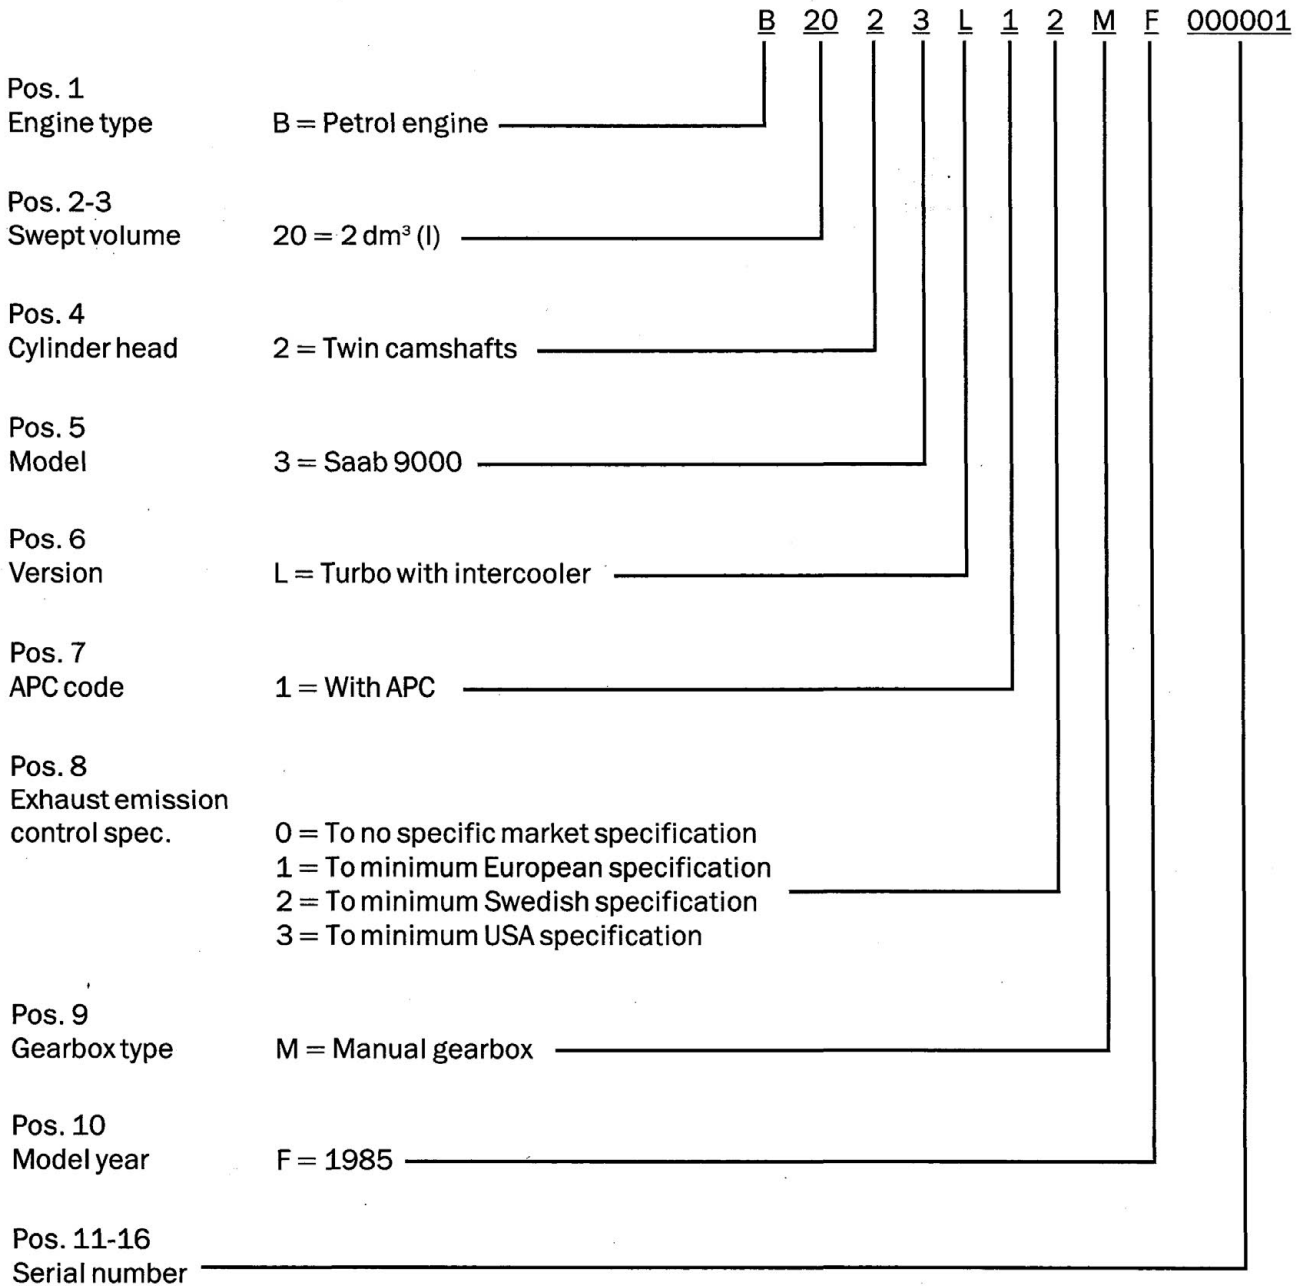 B 20 2 3 L 1 2 M F 000001
Pos. 1
Engine type B = Petrol engine
Pos. 2-3
Swept volume 20 = 2 dm³ (l)
Pos. 4
Cylinder head 2 = Twin camshafts
Pos. 5
Model 3 = Saab 9000
Pos. 6
Version L = Turbo with intercooler
Pos. 7
APC code 1 = With APC
Pos. 8
Exhaust emission
control spec. 0 = To no specific market specification
1 = To minimum European specification
2 = To minimum Swedish specification
3 = To minimum USA specification
Pos. 9
Gearbox type M = Manual gearbox
Pos. 10
Model year F = 1985
Pos. 11-16
Serial number